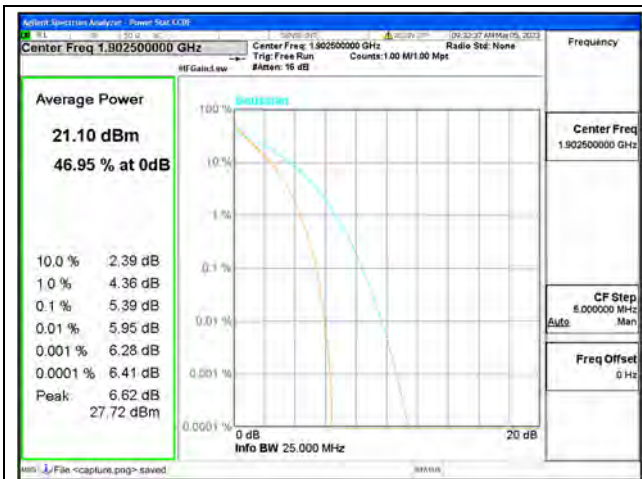 Agilent Spectrum Analyzer - Power Stat CCDF
Center Freq 1.902500000 GHz
Center Freq: 1.902500000 GHz
Radio Std: None
Trig: Free Run
Counts:1.00 M/1.00 Mpt
#IFGain:Low
#Atten: 16 dB
Frequency
Average Power
21.10 dBm
46.95 % at 0dB
10.0 % 2.39 dB
1.0 % 4.36 dB
0.1 % 5.39 dB
0.01 % 5.95 dB
0.001 % 6.28 dB
0.0001 % 6.41 dB
Peak 6.62 dB
27.72 dBm
Gaussian
100 %
10 %
1 %
0.1 %
0.01 %
0.001 %
0.0001 %
0 dB
20 dB
Info BW 25.000 MHz
Center Freq
1.902500000 GHz
CF Step
5.000000 MHz
Auto Man
Freq Offset
0 Hz
MSG File <capture.png> saved
STATUS